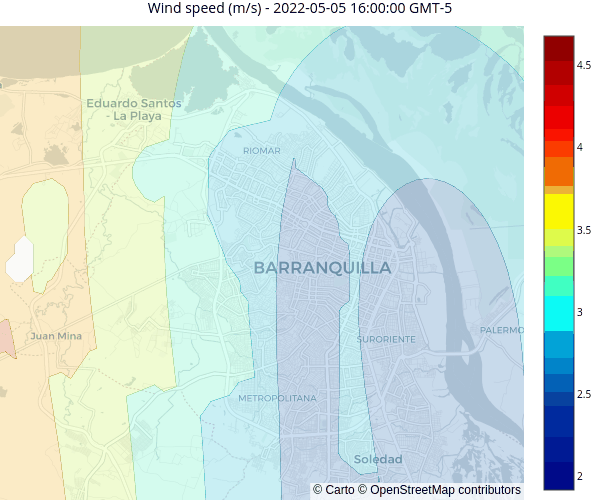 Wind speed (m/s) - 2022-05-05 16:00:00 GMT-5
Eduardo Santos
- La Playa
RIOMAR
BARRANQUILLA
Juan Mina
SURORIENTE
PALERMO
METROPOLITANA
Soledad
© Carto © OpenStreetMap contributors
4.5
4
3.5
3
2.5
2